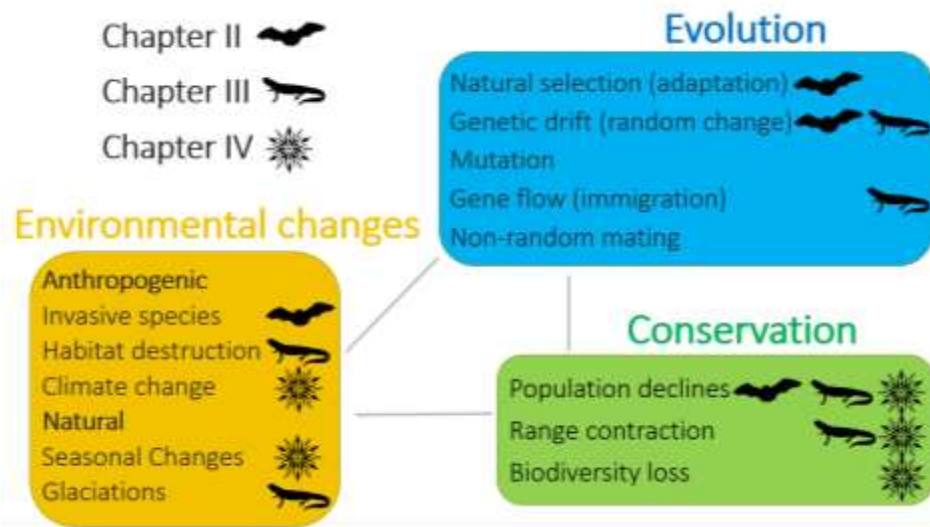 Chapter II
Chapter III
Chapter IV
Evolution
Natural selection (adaptation)
Genetic drift (random change)
Mutation
Gene flow (immigration)
Non-random mating
Environmental changes
Anthropogenic
Invasive species
Habitat destruction
Climate change
Natural
Seasonal Changes
Glaciations
Conservation
Population declines
Range contraction
Biodiversity loss